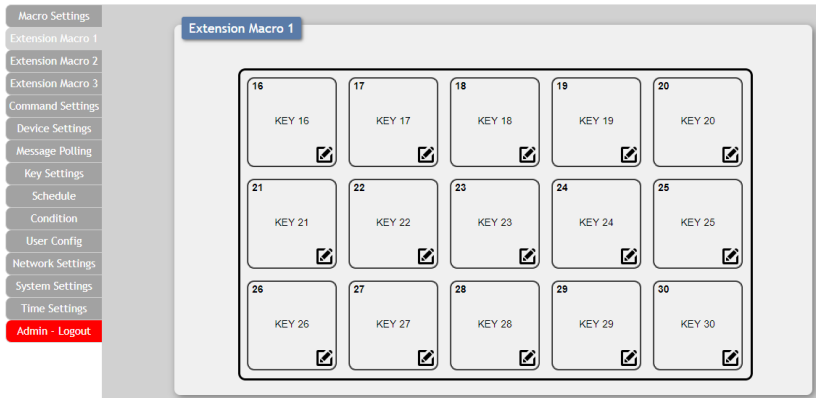 Macro Settings
Extension Macro 1
Extension Macro 2
Extension Macro 3
Command Settings
Device Settings
Message Polling
Key Settings
Schedule
Condition
User Config
Network Settings
System Settings
Time Settings
Admin - Logout
Extension Macro 1
16 17 18 19 20
KEY 16 KEY 17 KEY 18 KEY 19 KEY 20
21 22 23 24 25
KEY 21 KEY 22 KEY 23 KEY 24 KEY 25
26 27 28 29 30
KEY 26 KEY 27 KEY 28 KEY 29 KEY 30